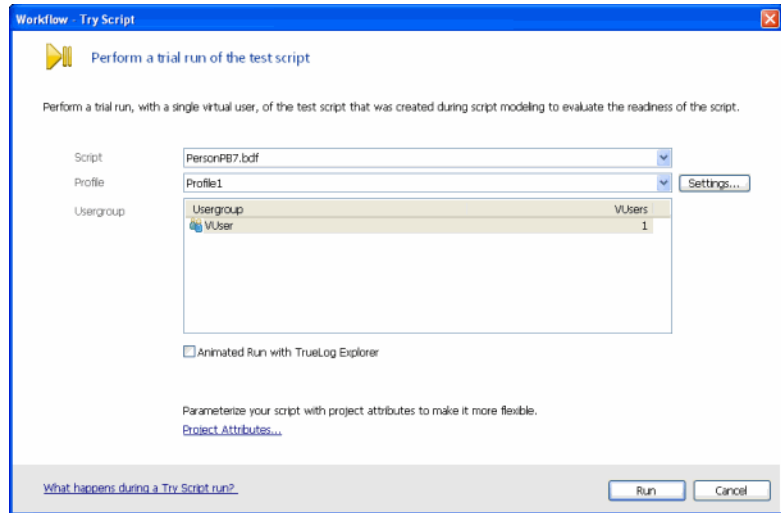 Workflow - Try Script
Perform a trial run of the test script
Perform a trial run, with a single virtual user, of the test script that was created during script modeling to evaluate the readiness of the script.
Script PersonPB7.bdf
Profile Profile1 Settings...
Usergroup Usergroup VUsers
VUser 1
Animated Run with TrueLog Explorer
Parameterize your script with project attributes to make it more flexible.
Project Attributes...
What happens during a Try Script run? Run Cancel